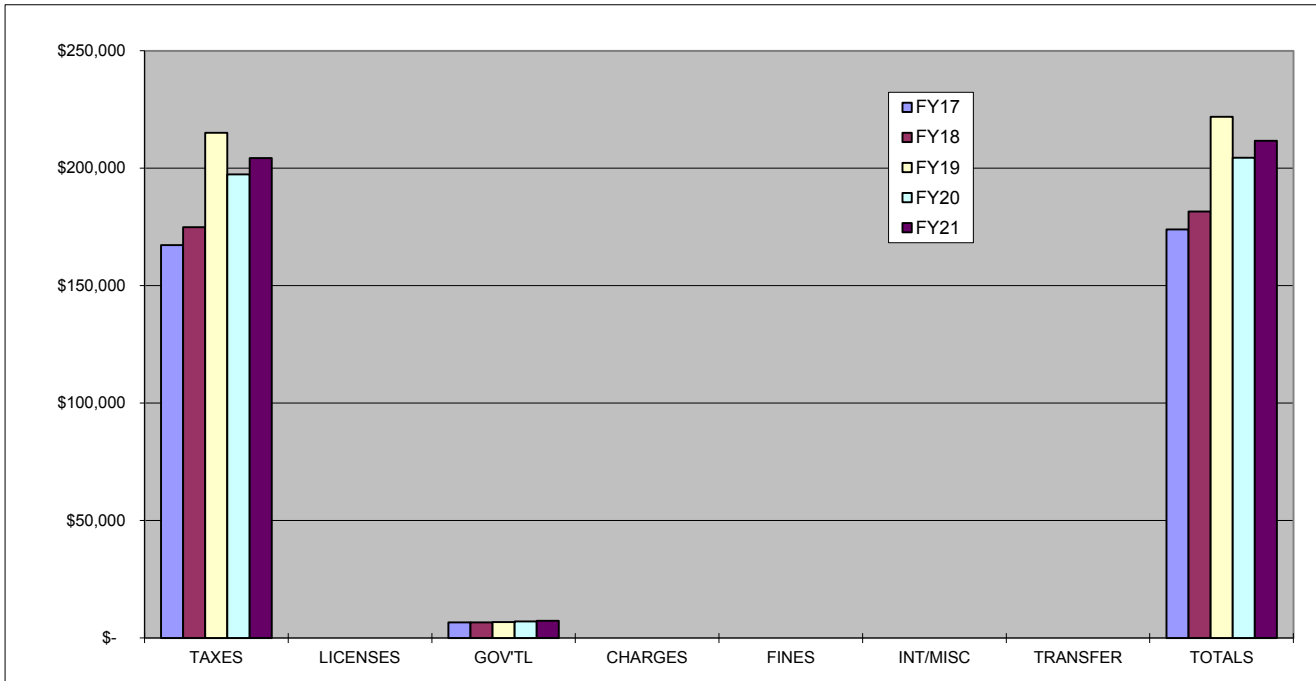 $250,000
$200,000
$150,000
$100,000
$50,000
$-
FY17
FY18
FY19
FY20
FY21
TAXES LICENSES GOV'TL CHARGES FINES INT/MISC TRANSFER TOTALS